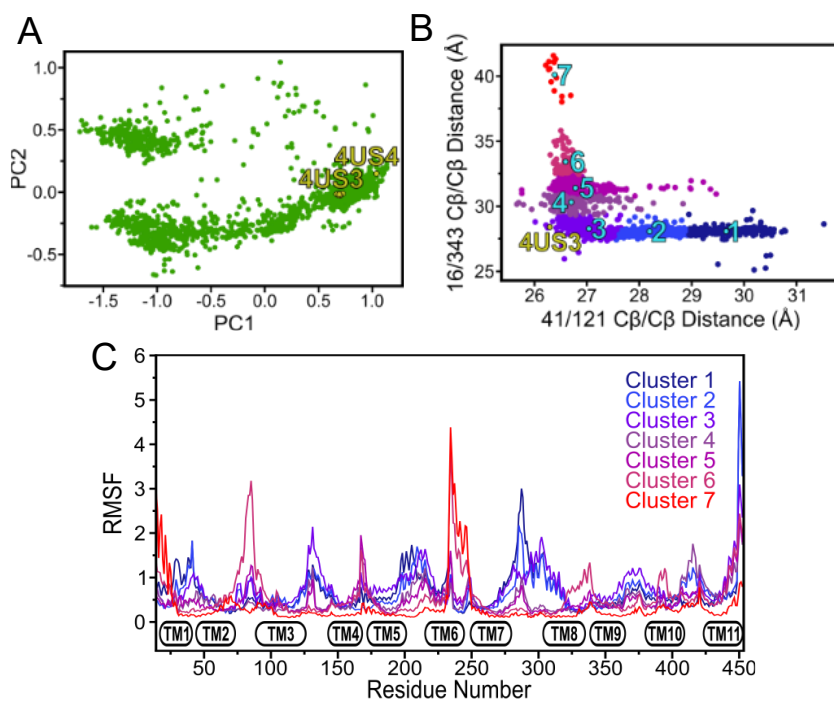 A
1.0
0.5
0.0
-0.5
PC2
4US4
4US3
-1.5
-1.0
-0.5
0.0
0.5
1.0
PC1
B
40
35
30
25
16/343 Cβ/Cβ Distance (Å)
7
6
5
4
4US3
3
2
1
26
27
28
29
30
31
41/121 Cβ/Cβ Distance (Å)
C
6
5
4
3
2
1
0
RMSF
Cluster 1
Cluster 2
Cluster 3
Cluster 4
Cluster 5
Cluster 6
Cluster 7
TM1 TM2 TM3 TM4 TM5 TM6 TM7 TM8 TM9 TM10 TM11
50 100 150 200 250 300 350 400 450
Residue Number